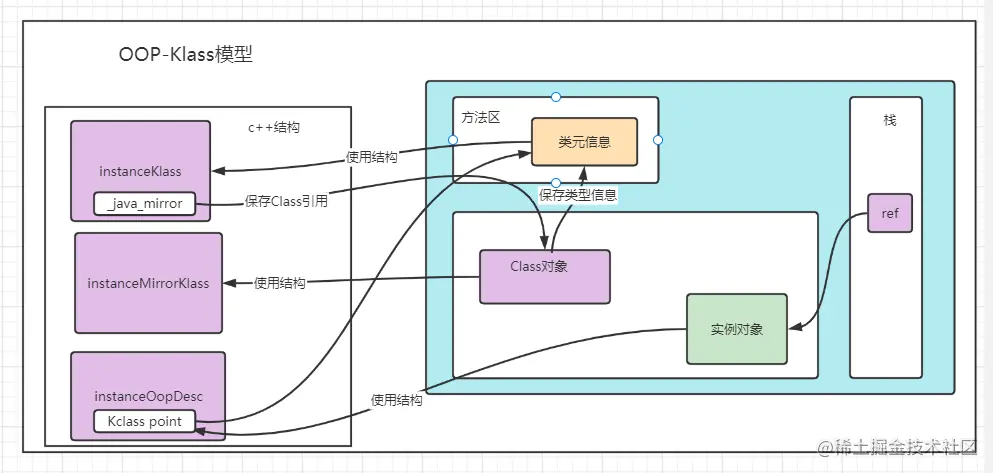 OOP-Klass模型
c++结构
instanceKlass
_java_mirror
instanceMirrorKlass
instanceOopDesc
Kclass point
使用结构
保存Class引用
使用结构
使用结构
方法区
类元信息
保存类型信息
Class对象
实例对象
栈
ref
@稀土掘金技术社区